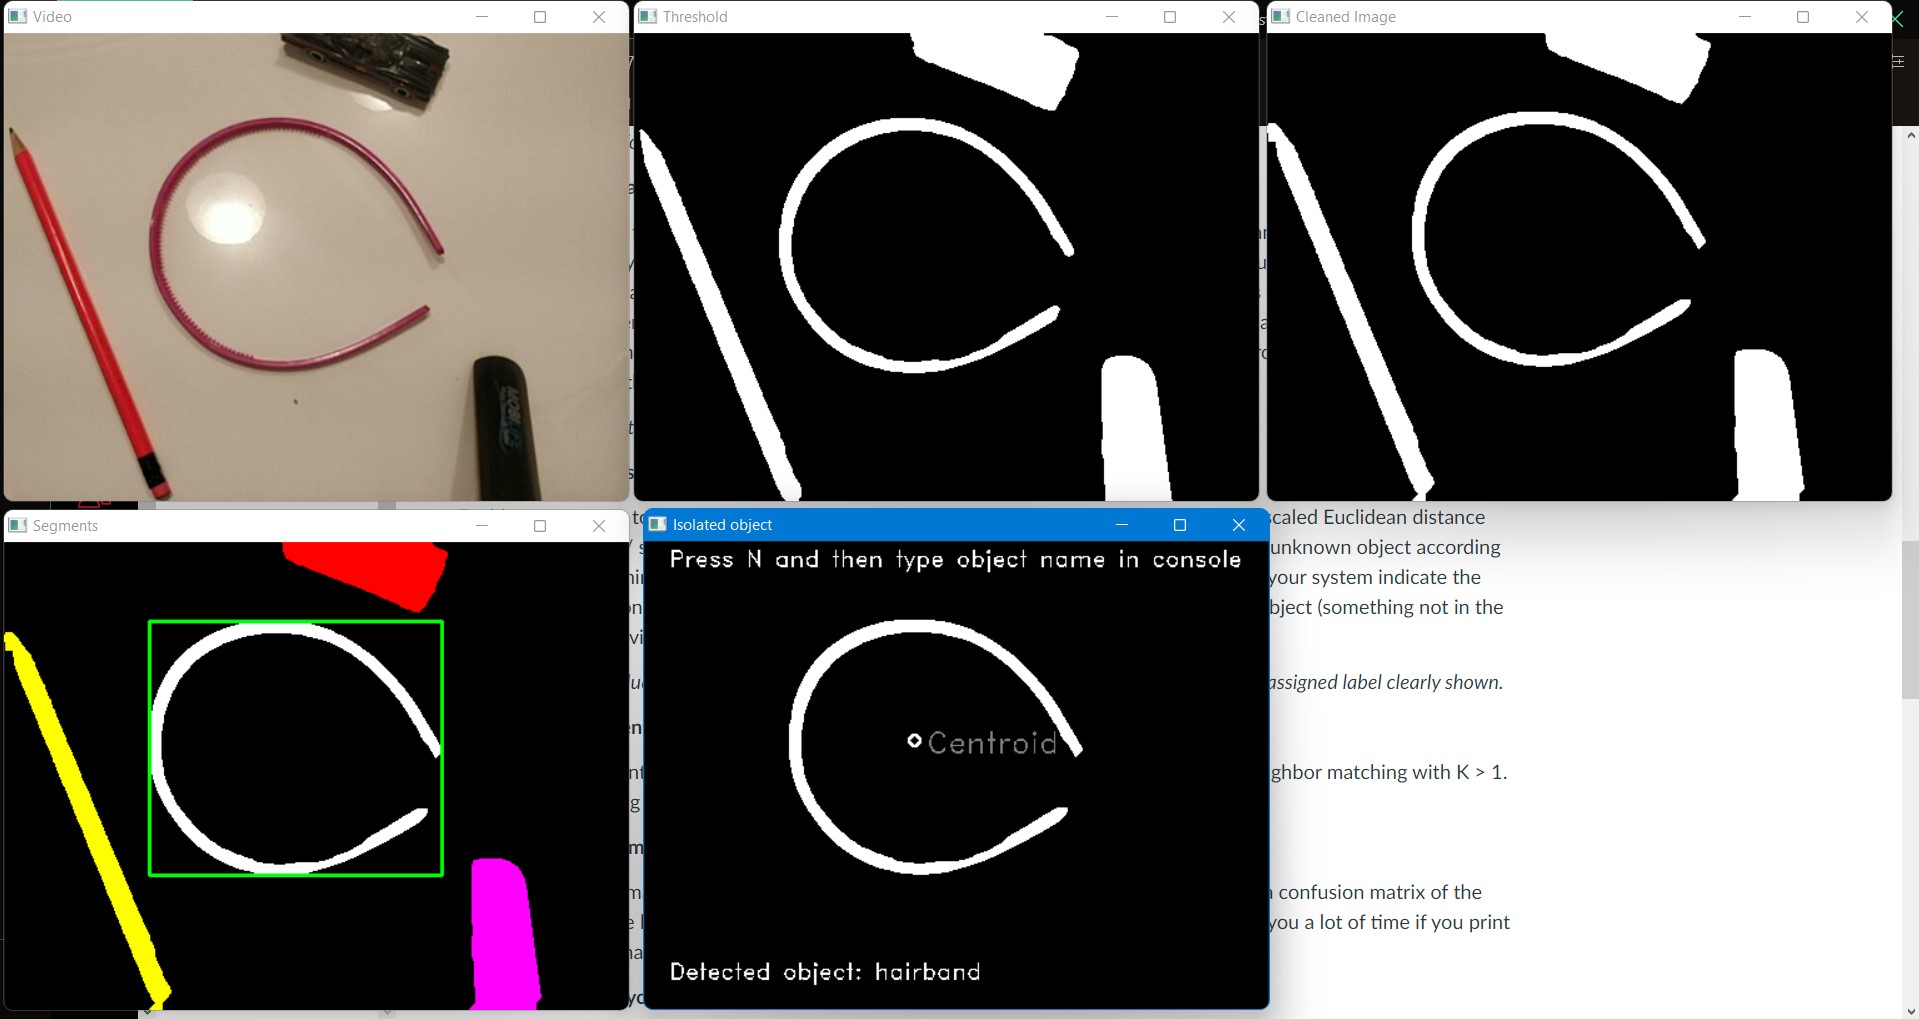 Video
Threshold
Cleaned Image
Segments
Isolated object
Press N and then type object name in console
Centroid
Detected object: hairband
scaled Euclidean distance
unknown object according
your system indicate the
bject (something not in the
assigned label clearly shown.
ghbor matching with K > 1.
a confusion matrix of the
you a lot of time if you print